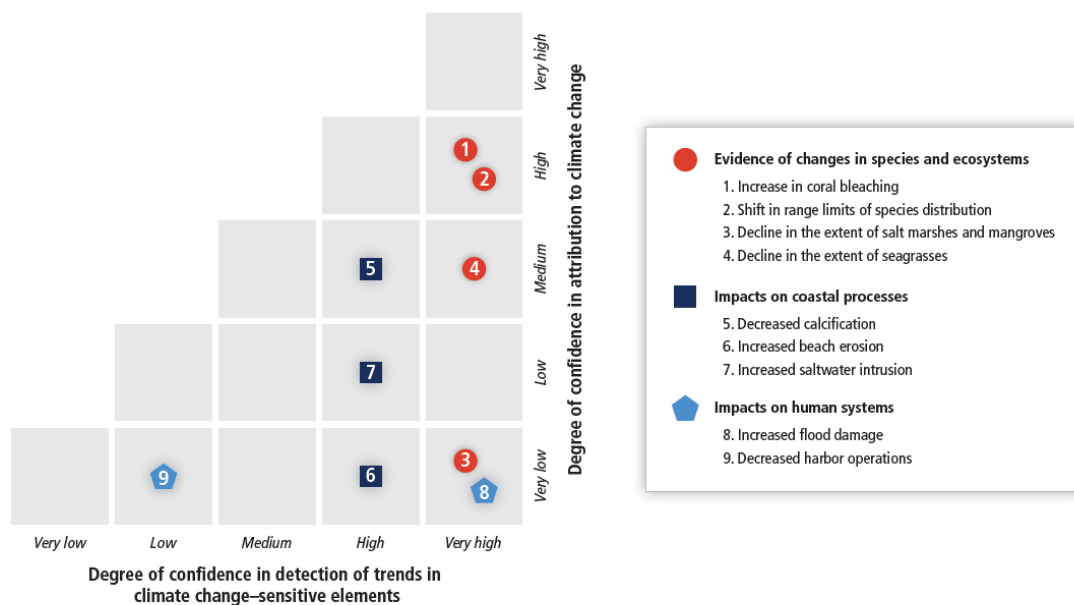 Very high
High
1
2
Medium
5
4
Low
7
Very low
9
6
3
8
Very low
Low
Medium
High
Very high
Degree of confidence in detection of trends in
climate change–sensitive elements
Degree of confidence in attribution to climate change
Evidence of changes in species and ecosystems
1. Increase in coral bleaching
2. Shift in range limits of species distribution
3. Decline in the extent of salt marshes and mangroves
4. Decline in the extent of seagrasses
Impacts on coastal processes
5. Decreased calcification
6. Increased beach erosion
7. Increased saltwater intrusion
Impacts on human systems
8. Increased flood damage
9. Decreased harbor operations